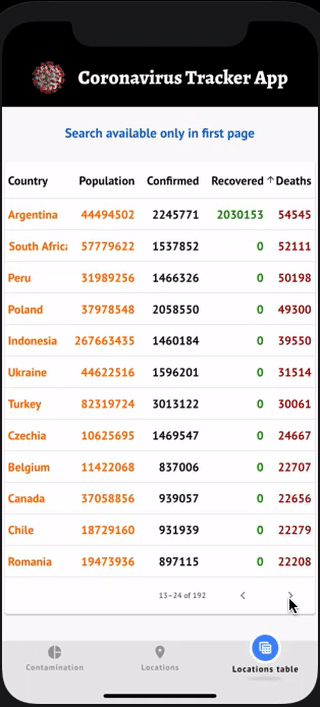 Coronavirus Tracker App
Search available only in first page
Country Population Confirmed Recovered ↑ Deaths
Argentina 44494502 2245771 2030153 54545
South Africa 57779622 1537852 0 52111
Peru 31989256 1466326 0 50198
Poland 37978548 2058550 0 49300
Indonesia 267663435 1460184 0 39550
Ukraine 44622516 1596201 0 31514
Turkey 82319724 3013122 0 30061
Czechia 10625695 1469547 0 24667
Belgium 11422068 837006 0 22707
Canada 37058856 939057 0 22656
Chile 18729160 931939 0 22279
Romania 19473936 897115 0 22208
13–24 of 192
Contamination Locations Locations table